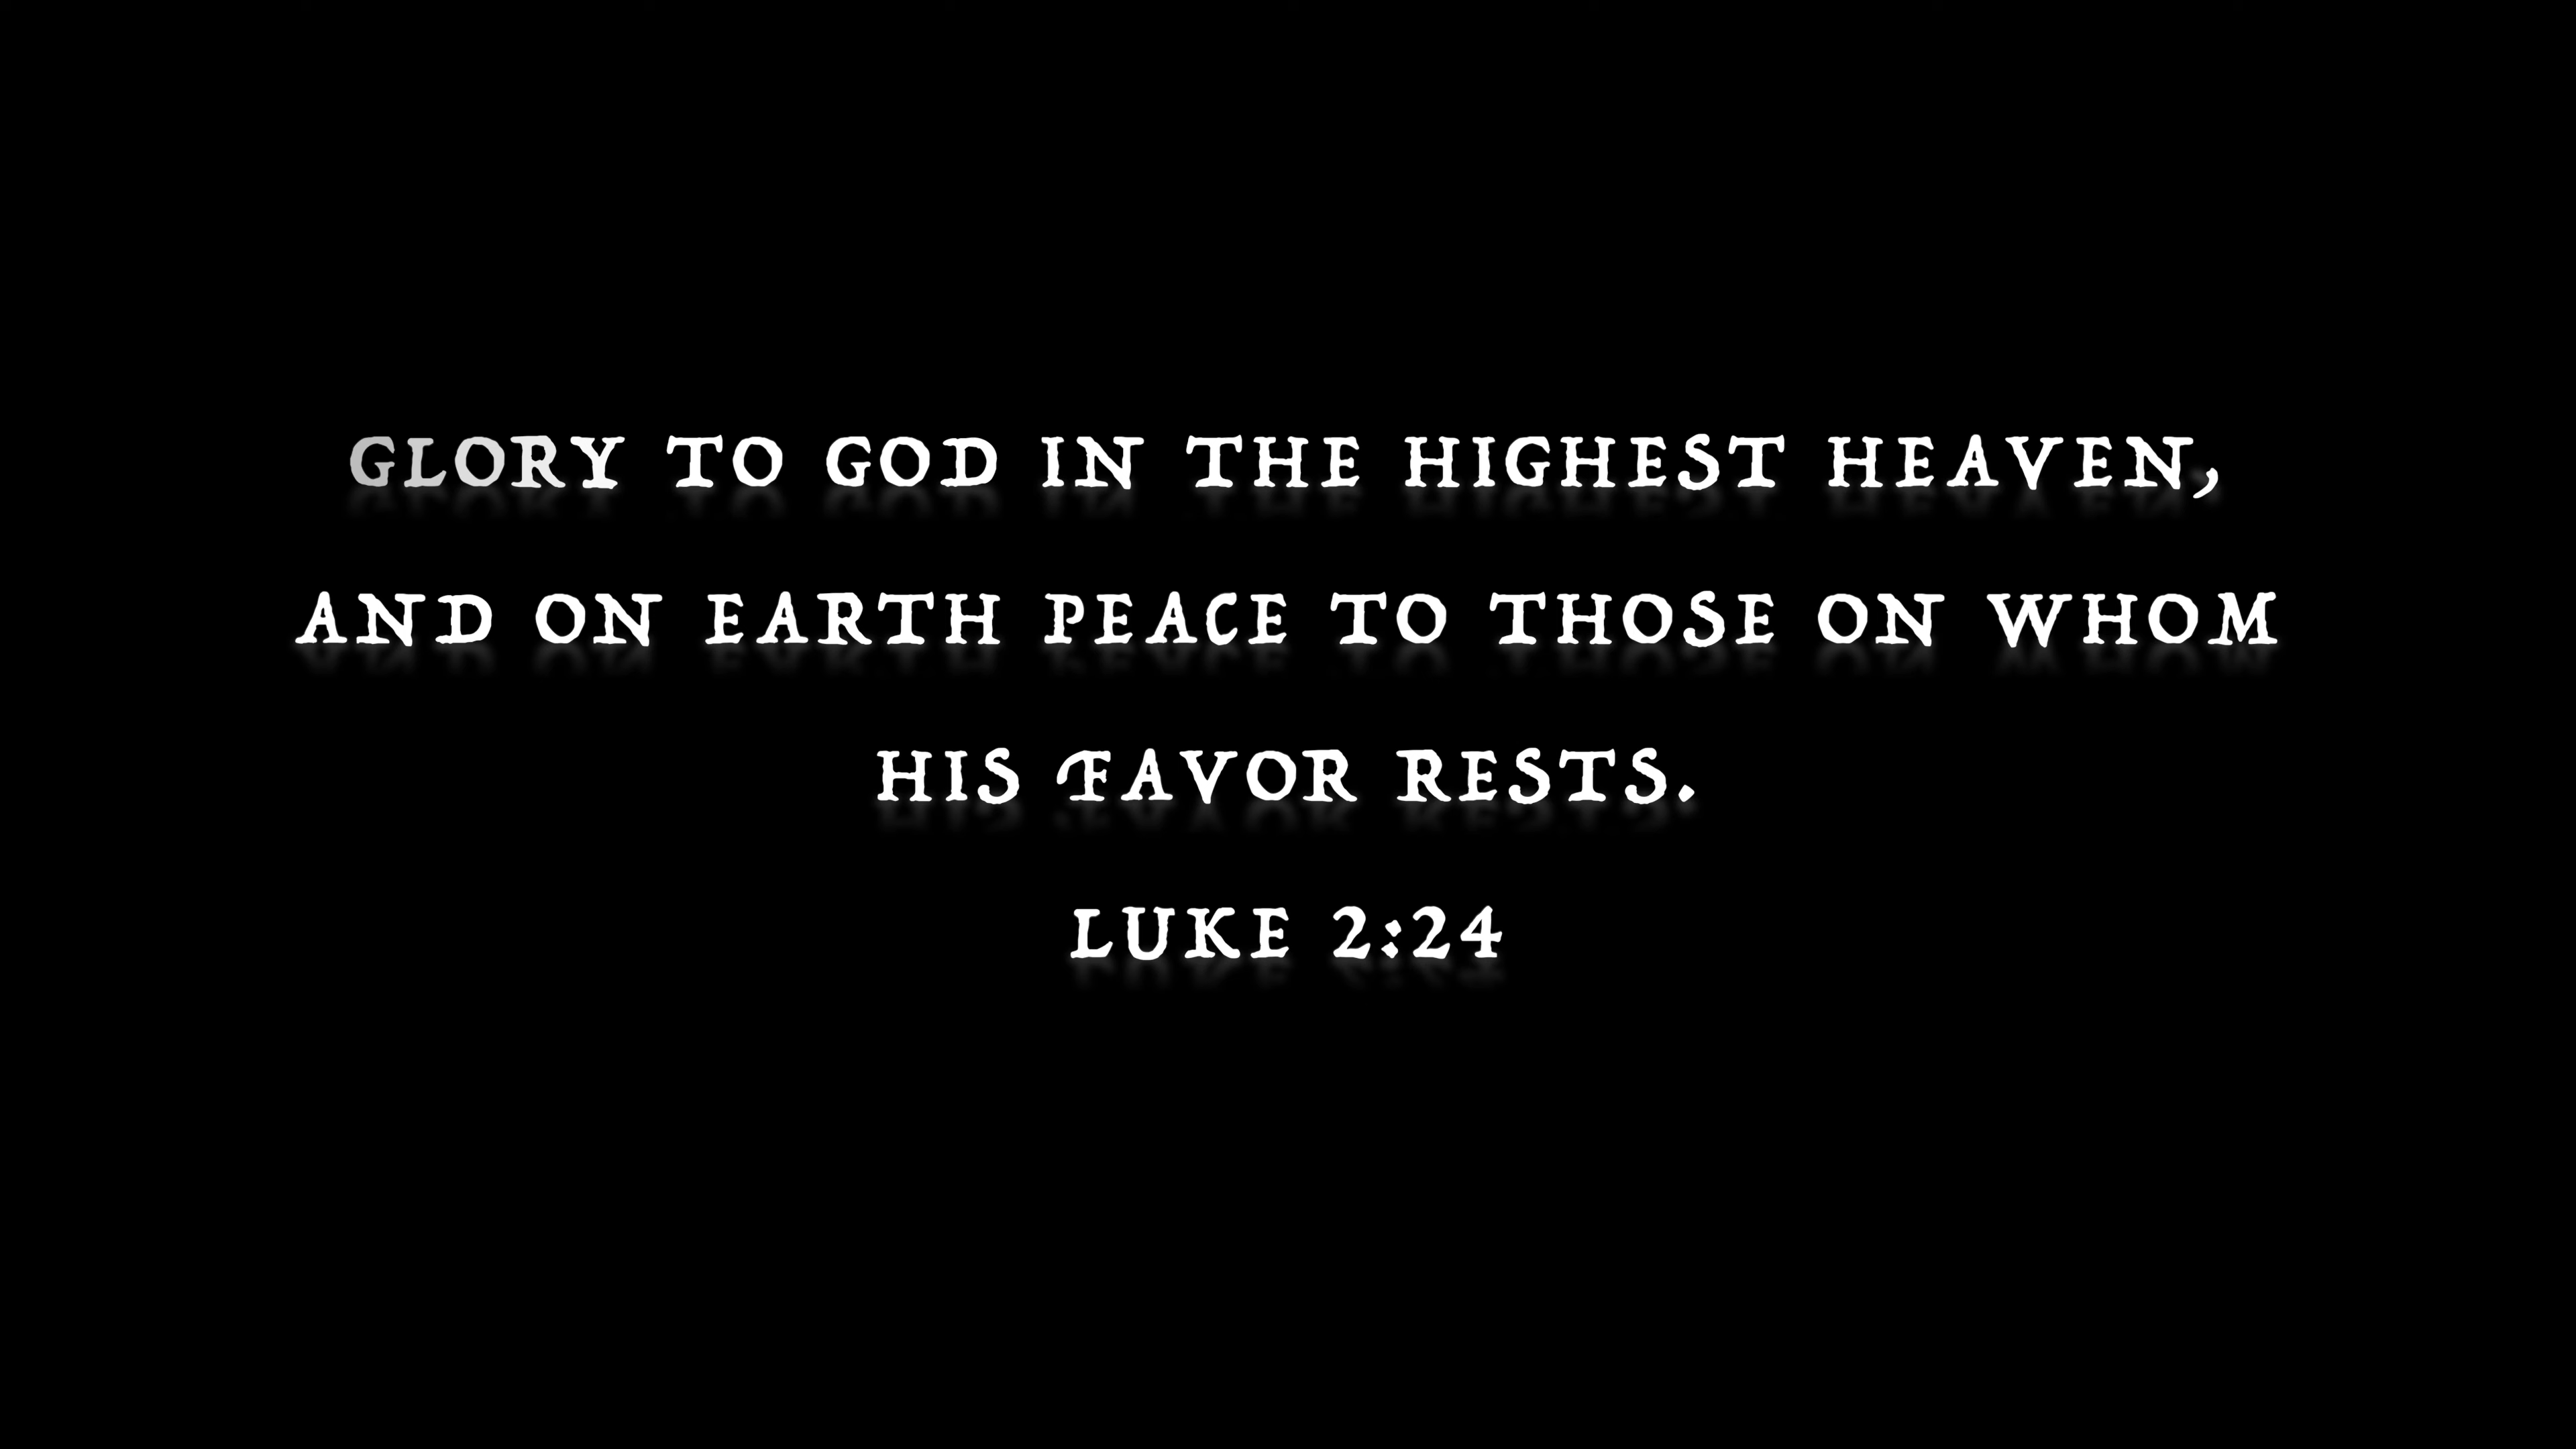 GLORY TO GOD IN THE HIGHEST HEAVEN,
AND ON EARTH PEACE TO THOSE ON WHOM
HIS FAVOR RESTS.
LUKE 2:24